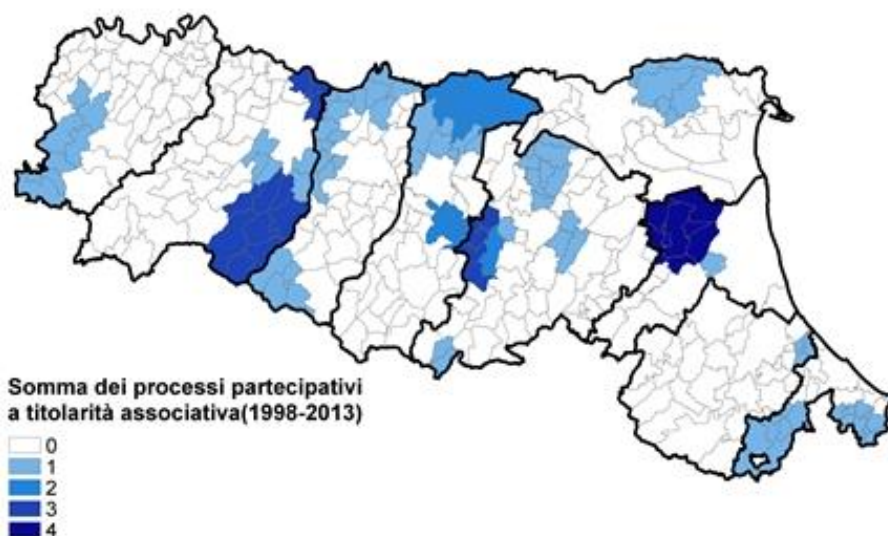 Somma dei processi partecipativi
a titolarità associativa(1998-2013)
0
1
2
3
4